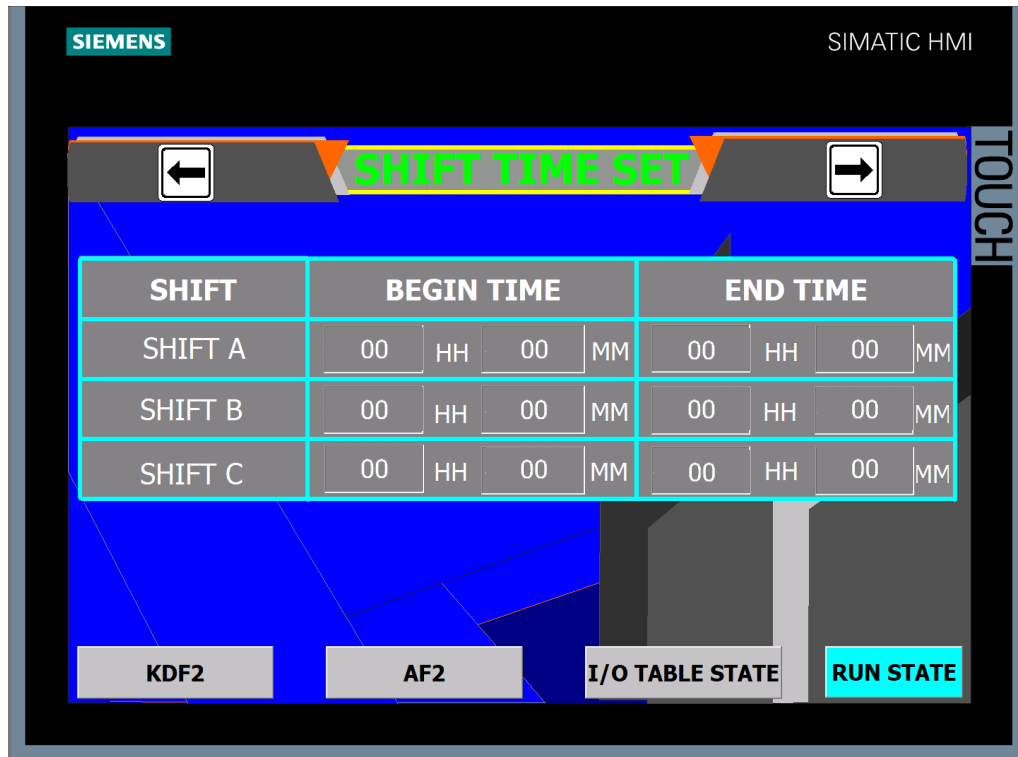 SIEMENS
SIMATIC HMI
TOUCH
SHIFT TIME SET
SHIFT BEGIN TIME END TIME
SHIFT A 00 HH 00 MM 00 HH 00 MM
SHIFT B 00 HH 00 MM 00 HH 00 MM
SHIFT C 00 HH 00 MM 00 HH 00 MM
KDF2 AF2 I/O TABLE STATE RUN STATE